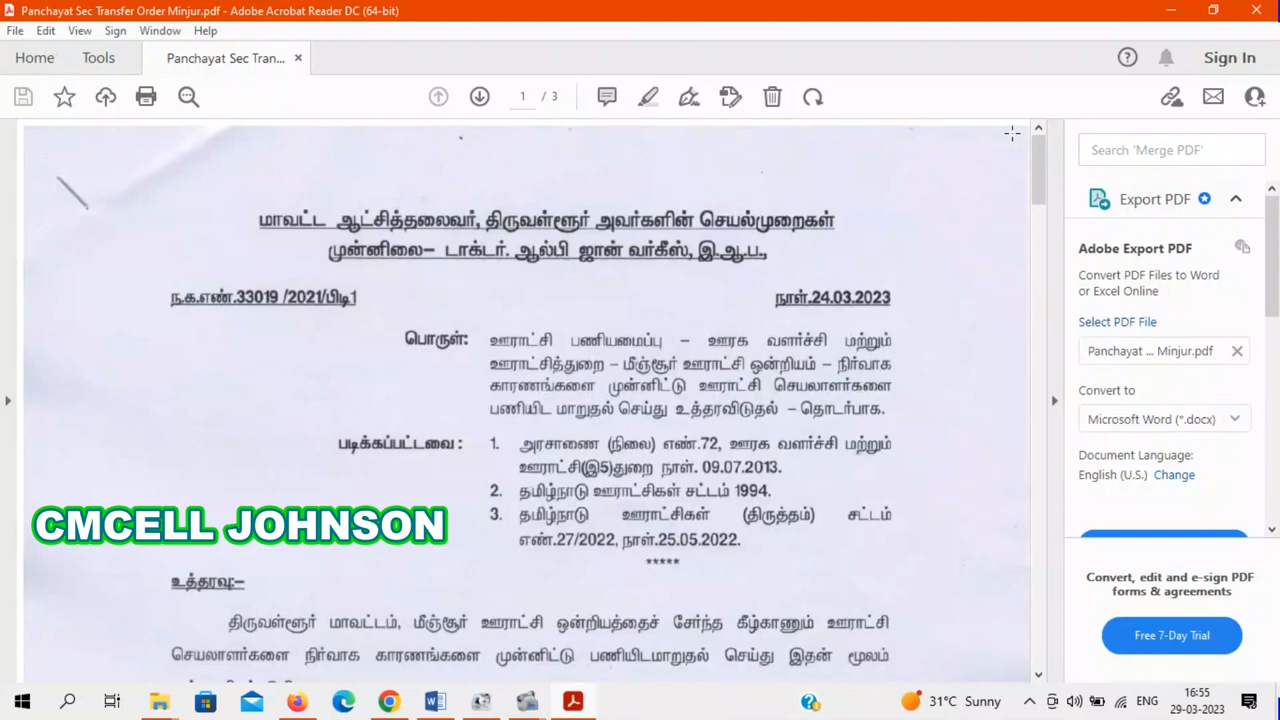 Panchayat Sec Transfer Order Minjur.pdf - Adobe Acrobat Reader DC (64-bit)
File Edit View Sign Window Help
Home Tools Panchayat Sec Tran... Sign In
1 / 3
Search 'Merge PDF'
Export PDF
Adobe Export PDF
Convert PDF Files to Word
or Excel Online
Select PDF File
Panchayat ... Minjur.pdf
Convert to
Microsoft Word (*.docx)
Document Language:
English (U.S.) Change
Convert, edit and e-sign PDF
forms & agreements
Free 7-Day Trial
மாவட்ட ஆட்சித்தலைவர், திருவள்ளூர் அவர்களின் செயல்முறைகள்
முன்னிலை– டாக்டர். ஆல்பி ஜான் வர்கீஸ், இ.ஆ.ப.,
ந.க.எண்.33019 /2021/பிடி1 நாள்.24.03.2023
பொருள்: ஊராட்சி பணியமைப்பு – ஊரக வளர்ச்சி மற்றும்
ஊராட்சித்துறை – மீஞ்சூர் ஊராட்சி ஒன்றியம் – நிர்வாக
காரணங்களை முன்னிட்டு ஊராட்சி செயலாளர்களை
பணியிட மாறுதல் செய்து உத்தரவிடுதல் – தொடர்பாக.
படிக்கப்பட்டவை : 1. அரசாணை (நிலை) எண்.72, ஊரக வளர்ச்சி மற்றும்
ஊராட்சி(இ5)துறை நாள். 09.07.2013.
2. தமிழ்நாடு ஊராட்சிகள் சட்டம் 1994.
3. தமிழ்நாடு ஊராட்சிகள் (திருத்தம்) சட்டம்
எண்.27/2022, நாள்.25.05.2022.
*****
CMCELL JOHNSON
உத்தரவு:–
திருவள்ளூர் மாவட்டம், மீஞ்சூர் ஊராட்சி ஒன்றியத்தைச் சேர்ந்த கீழ்காணும் ஊராட்சி
செயலாளர்களை நிர்வாக காரணங்களை முன்னிட்டு பணியிடமாறுதல் செய்து இதன் மூலம்
31°C Sunny ENG 16:55
29-03-2023